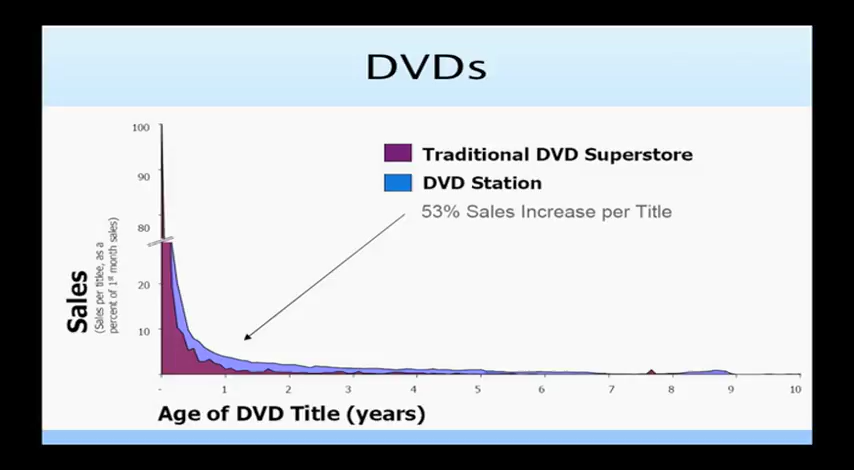 DVDs
100
90
80
20
10
Sales
(Sales per titlee, as a
percent of 1st month sales)
Traditional DVD Superstore
DVD Station
53% Sales Increase per Title
- 1 2 3 4 5 6 7 8 9 10
Age of DVD Title (years)